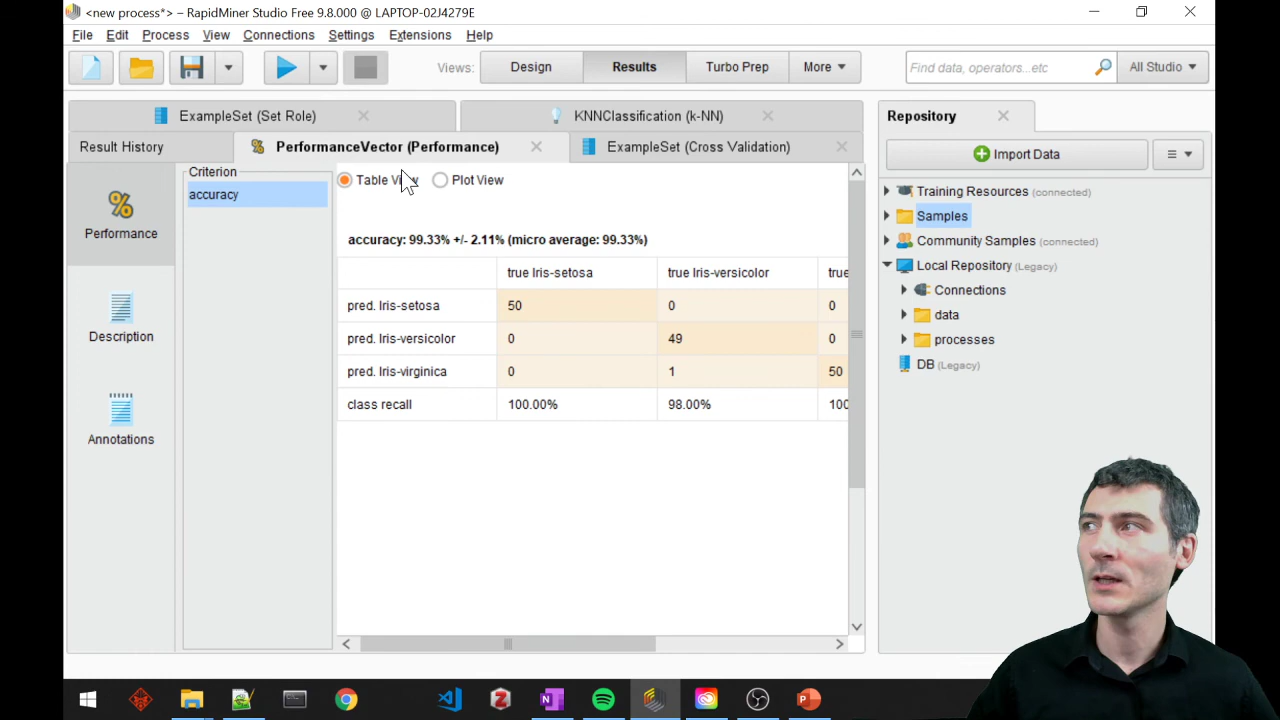 <new process*> – RapidMiner Studio Free 9.8.000 @ LAPTOP-02J4279E
File Edit Process View Connections Settings Extensions Help
Views: Design Results Turbo Prep More Find data, operators...etc All Studio
ExampleSet (Set Role) KNNClassification (k-NN)
Result History PerformanceVector (Performance) ExampleSet (Cross Validation)
Performance
Description
Annotations
Criterion
accuracy
Table View Plot View
accuracy: 99.33% +/- 2.11% (micro average: 99.33%)
true Iris-setosa true Iris-versicolor true
pred. Iris-setosa 50 0 0
pred. Iris-versicolor 0 49 0
pred. Iris-virginica 0 1 50
class recall 100.00% 98.00% 100
Repository
Import Data
Training Resources (connected)
Samples
Community Samples (connected)
Local Repository (Legacy)
Connections
data
processes
DB (Legacy)